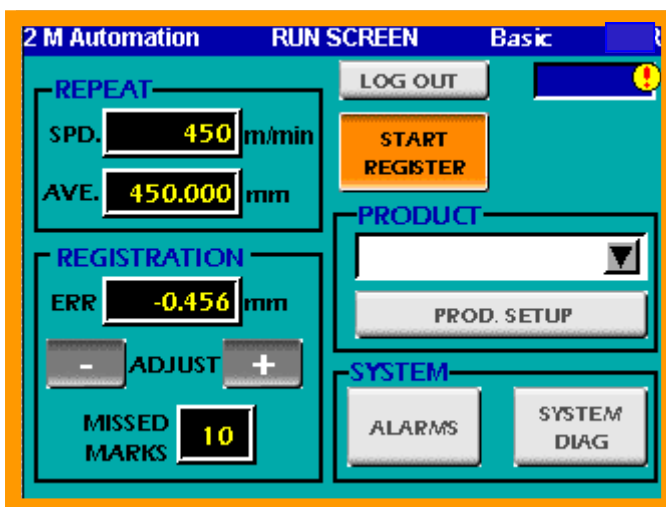 2 M Automation RUN SCREEN Basic R
REPEAT
SPD. 450 m/min
AVE. 450.000 mm
REGISTRATION
ERR -0.456 mm
- ADJUST +
MISSED
MARKS 10
LOG OUT
!
START
REGISTER
PRODUCT
PROD. SETUP
SYSTEM
ALARMS
SYSTEM
DIAG